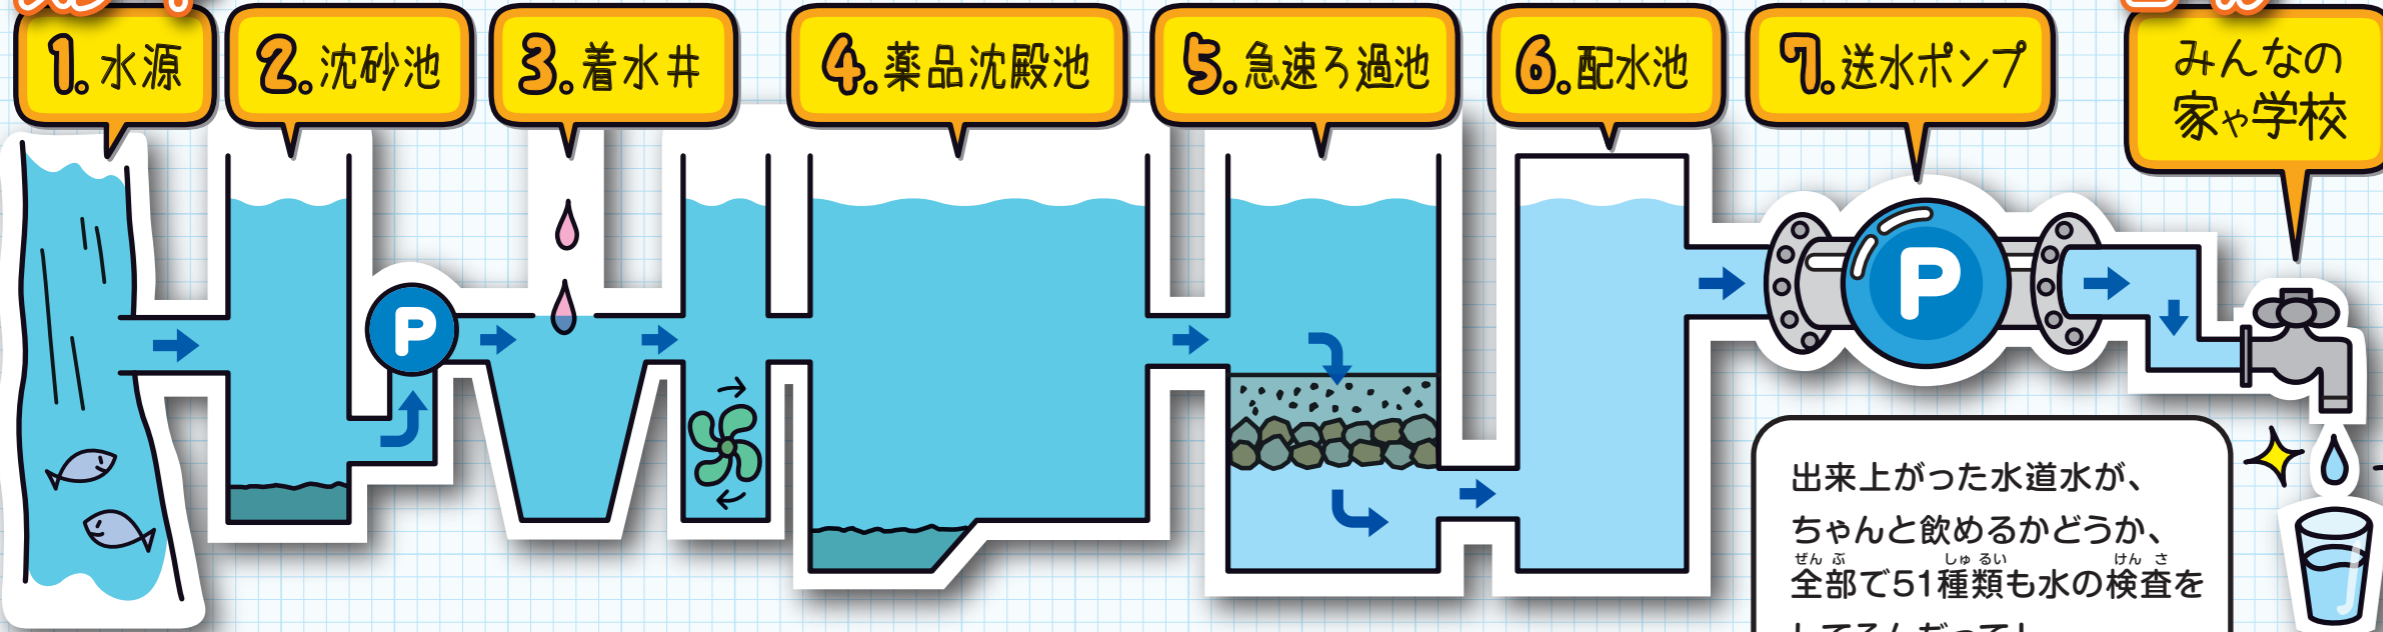 1.水源
2.沈砂池
3.着水井
4.薬品沈殿池
5.急速ろ過池
6.配水池
7.送水ポンプ
みんなの
家や学校
P
P
出来上がった水道水が、
ちゃんと飲めるかどうか、
ぜんぶ しゅるい けんさ
全部で51種類も水の検査を